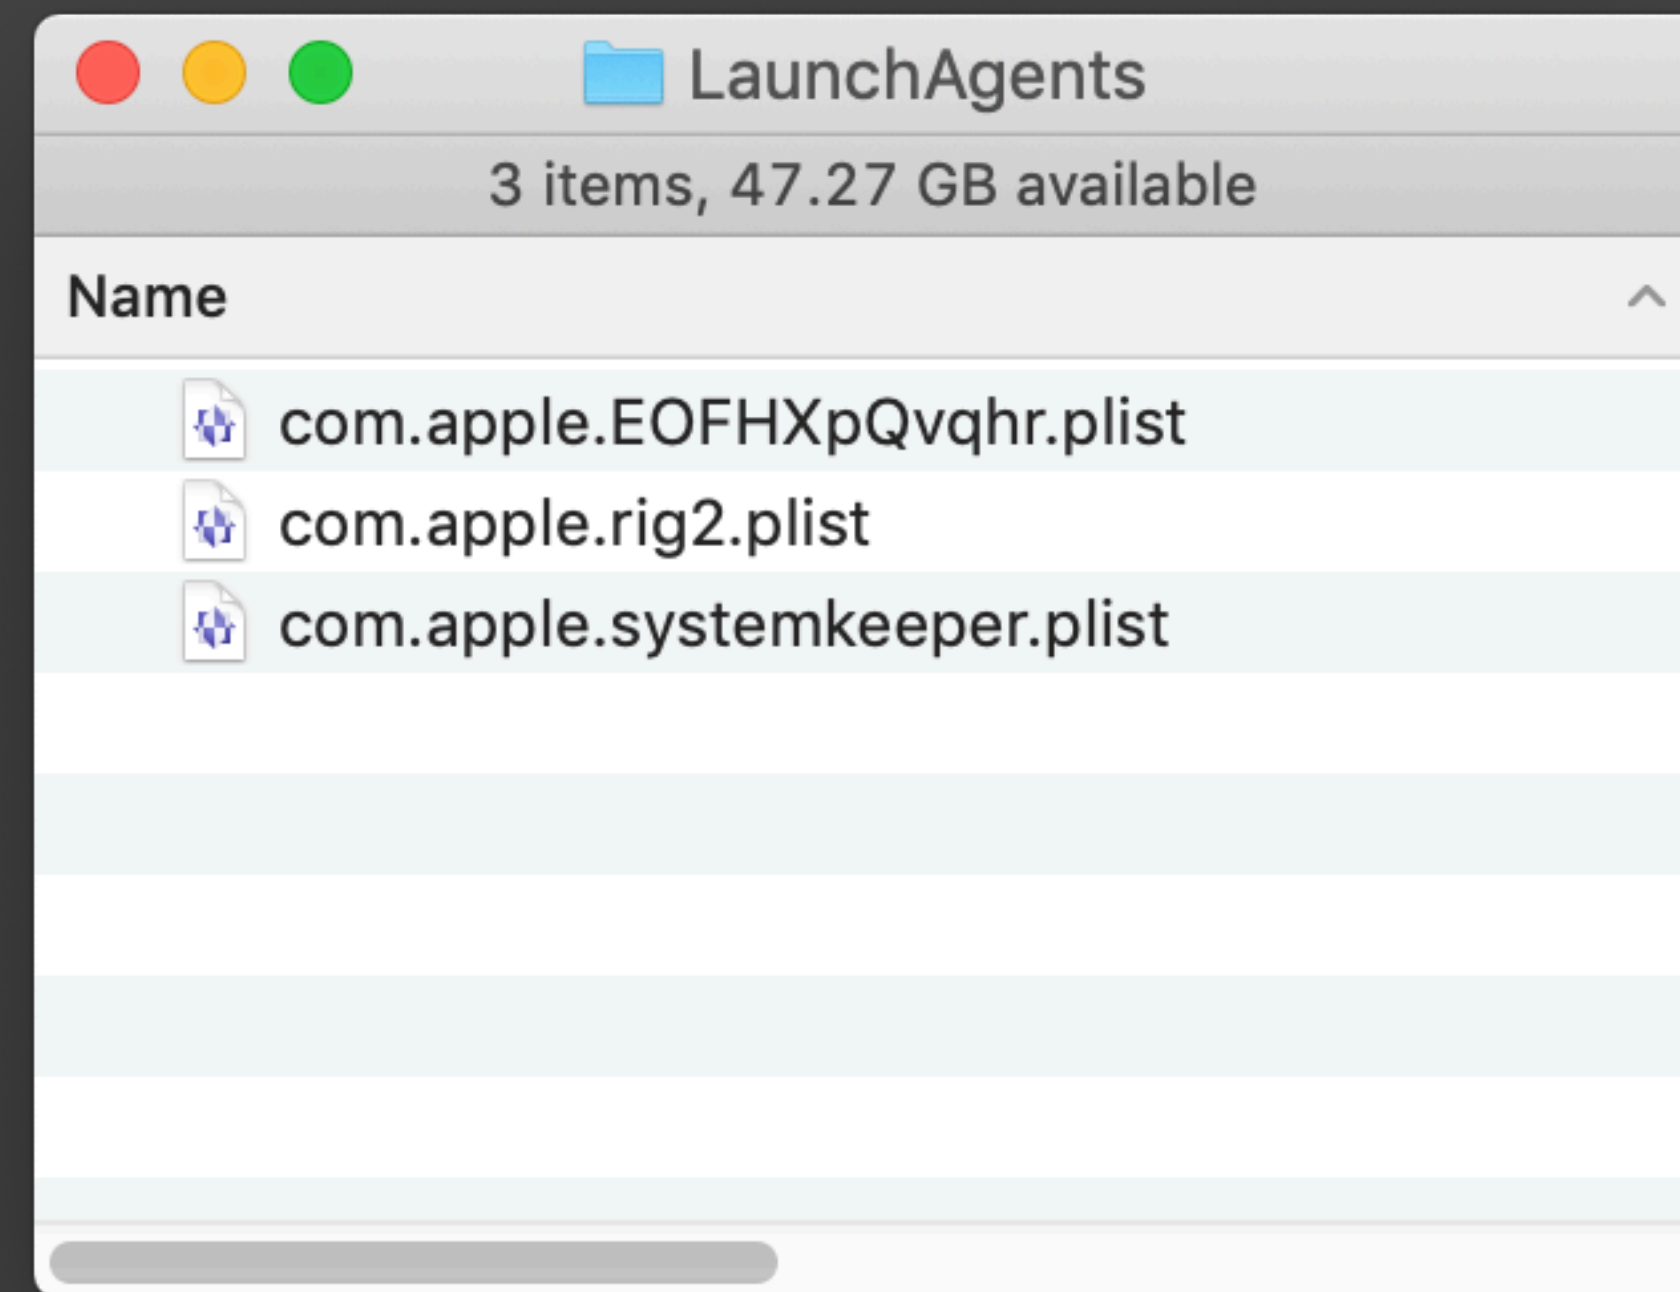 LaunchAgents
3 items, 47.27 GB available
Name
com.apple.EOFHXpQvqhr.plist
com.apple.rig2.plist
com.apple.systemkeeper.plist